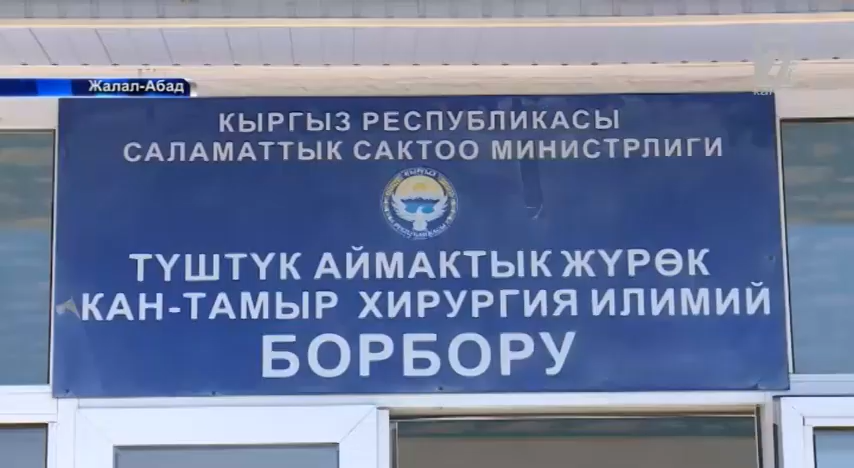 Жалал-Абад
КЫРГЫЗ РЕСПУБЛИКАСЫ
САЛАМАТТЫК САКТОО МИНИСТРЛИГИ
ТҮШТҮК АЙМАКТЫК ЖҮРӨК
КАН-ТАМЫР ХИРУРГИЯ ИЛИМИЙ
БОРБОРУ